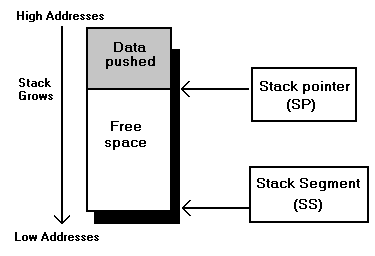 High Addresses
Data
pushed
Stack
Grows
Stack pointer
(SP)
Free
space
Stack Segment
(SS)
Low Addresses